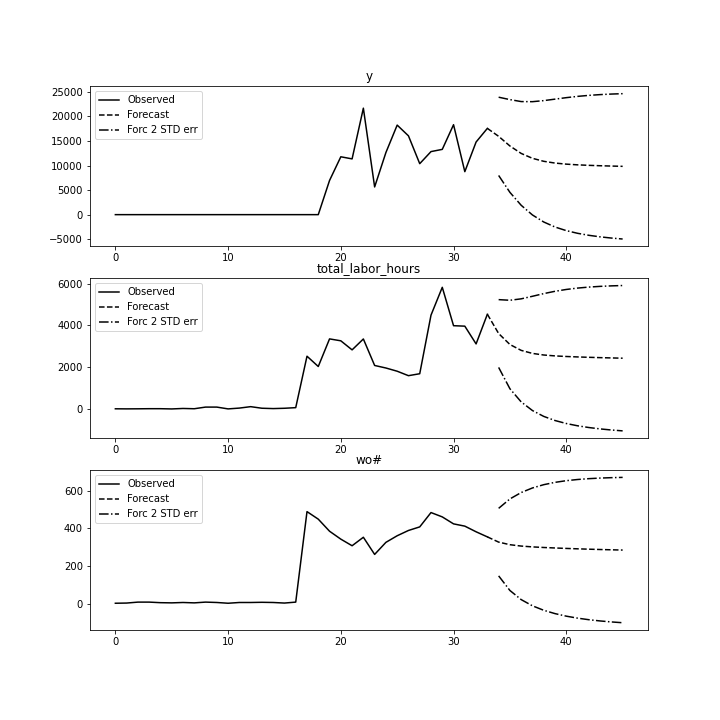 y
25000
20000
15000
10000
5000
0
−5000
Observed
Forecast
Forc 2 STD err
0 10 20 30 40
total_labor_hours
6000
4000
2000
0
Observed
Forecast
Forc 2 STD err
0 10 20 30 40
wo#
600
400
200
0
Observed
Forecast
Forc 2 STD err
0 10 20 30 40